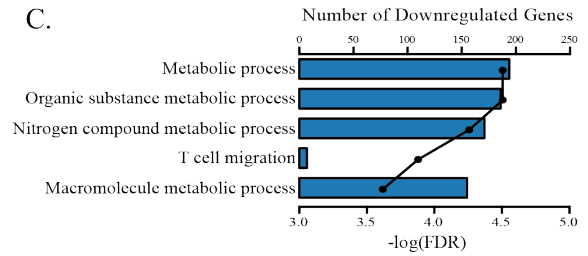 C.
Number of Downregulated Genes
0 50 100 150 200 250
Metabolic process
Organic substance metabolic process
Nitrogen compound metabolic process
T cell migration
Macromolecule metabolic process
3.0 3.5 4.0 4.5 5.0
-log(FDR)